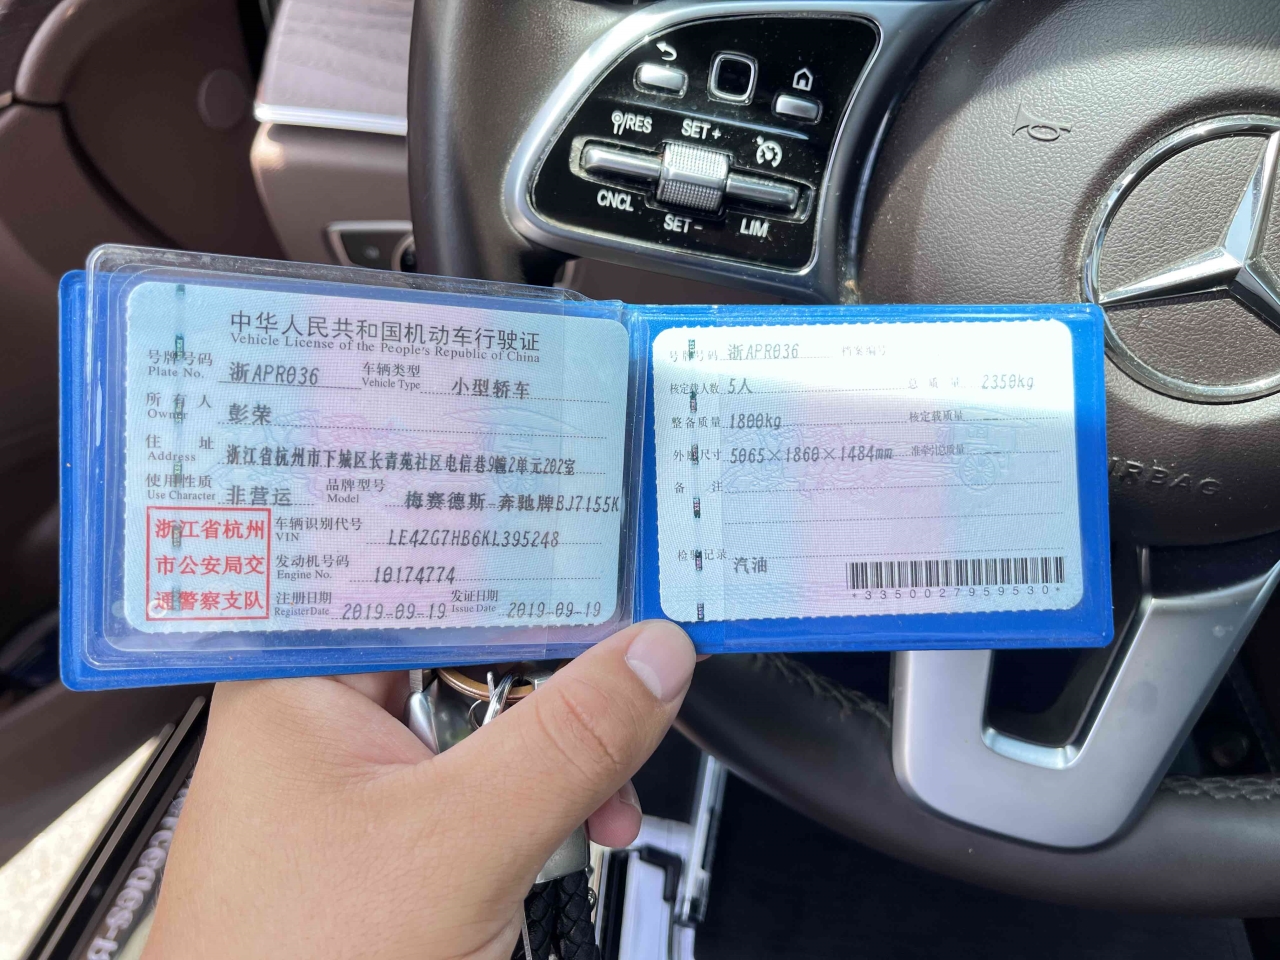 ↰
⌂
/RES
SET +
CNCL
SET -
LIM
AIRBAG
中华人民共和国机动车行驶证
Vehicle License of the People's Republic of China
号牌号码 浙APR036 车辆类型 小型轿车
Plate No. Vehicle Type
所有人 彭荣
Owner
住址 浙江省杭州市下城区长青苑社区电信巷9幢2单元202室
Address
使用性质 非营运 品牌型号 梅赛德斯-奔驰牌BJ7155K
Use Character Model
浙江省杭州
市公安局交
通警察支队
车辆识别代号 LE4ZG7HB6KL395248
VIN
发动机号码 10174774
Engine No.
注册日期 2019-09-19 发证日期 2019-09-19
Register Date Issue Date
号牌号码 浙APR036 档案编号
核定载人数 5人 总质量 2350kg
整备质量 1800kg 核定载质量 --
外廓尺寸 5065×1860×1484mm 准牵引总质量 --
备注
检验记录 汽油
*3350027959530*